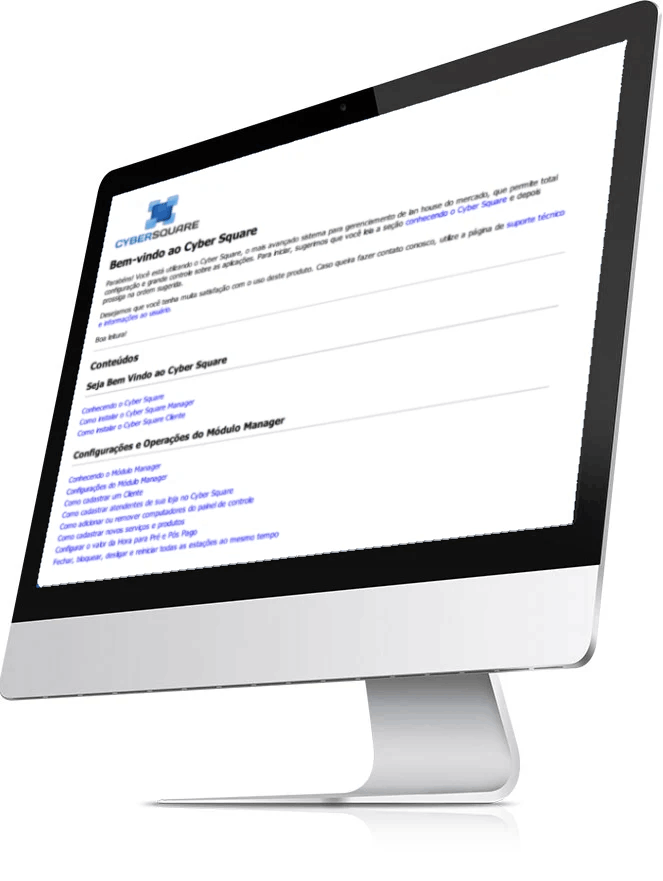 CYBERSQUARE
Bem-vindo ao Cyber Square
Parabéns! Você está utilizando o Cyber Square, o mais avançado sistema para gerenciamento de lan house do mercado, que permite total
configuração e grande controle sobre as aplicações. Para iniciar, sugerimos que você leia a seção conhecendo o Cyber Square e depois
prossiga na ordem sugerida.
Desejamos que você tenha muita satisfação com o uso deste produto. Caso queira fazer contato conosco, utilize a página de suporte técnico
e informações ao usuário.
Boa leitura!
Conteúdos
Seja Bem Vindo ao Cyber Square
Conhecendo o Cyber Square
Como instalar o Cyber Square Manager
Como instalar o Cyber Square Cliente
Configurações e Operações do Módulo Manager
Conhecendo o Módulo Manager
Configurações do Módulo Manager
Como cadastrar um Cliente
Como cadastrar atendentes de sua loja no Cyber Square
Como adicionar ou remover computadores do painel de controle
Como cadastrar novos serviços e produtos
Configurar o valor da Hora para Pré e Pós Pago
Fechar, bloquear, desligar e reiniciar todas as estações ao mesmo tempo